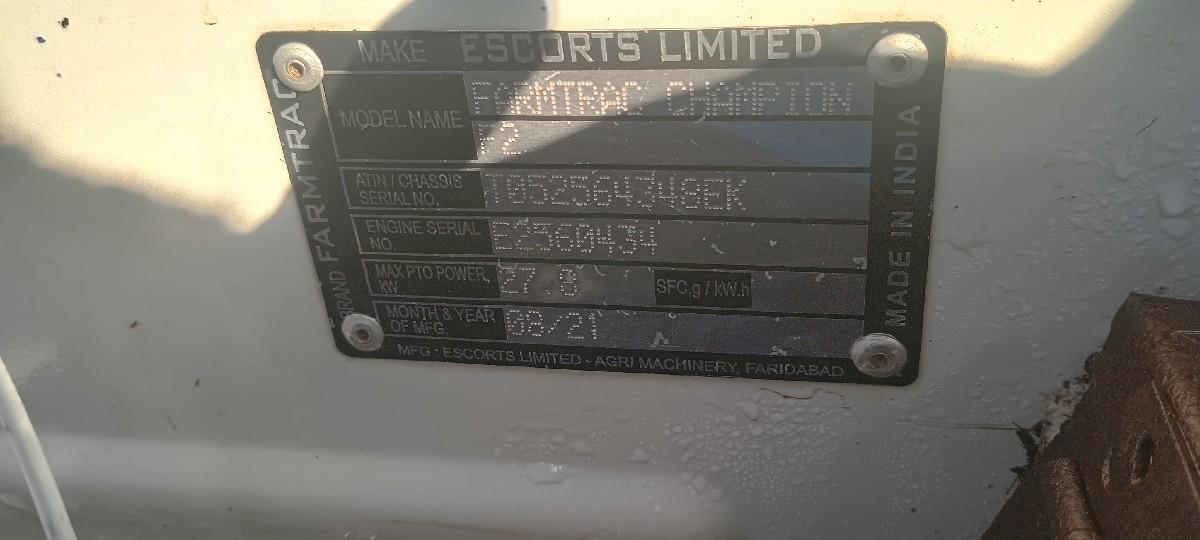 MAKE ESCORTS LIMITED
MODEL NAME FARMTRAC CHAMPION
F2
ATIN / CHASSIS
SERIAL NO. T052564348EK
ENGINE SERIAL
NO. E2560434
MAX PTO POWER,
kW 27.8 SFC,g / kW.h
MONTH & YEAR
OF MFG. 08/21
MFG : ESCORTS LIMITED - AGRI MACHINERY, FARIDABAD
BRAND FARMTRAC
MADE IN INDIA